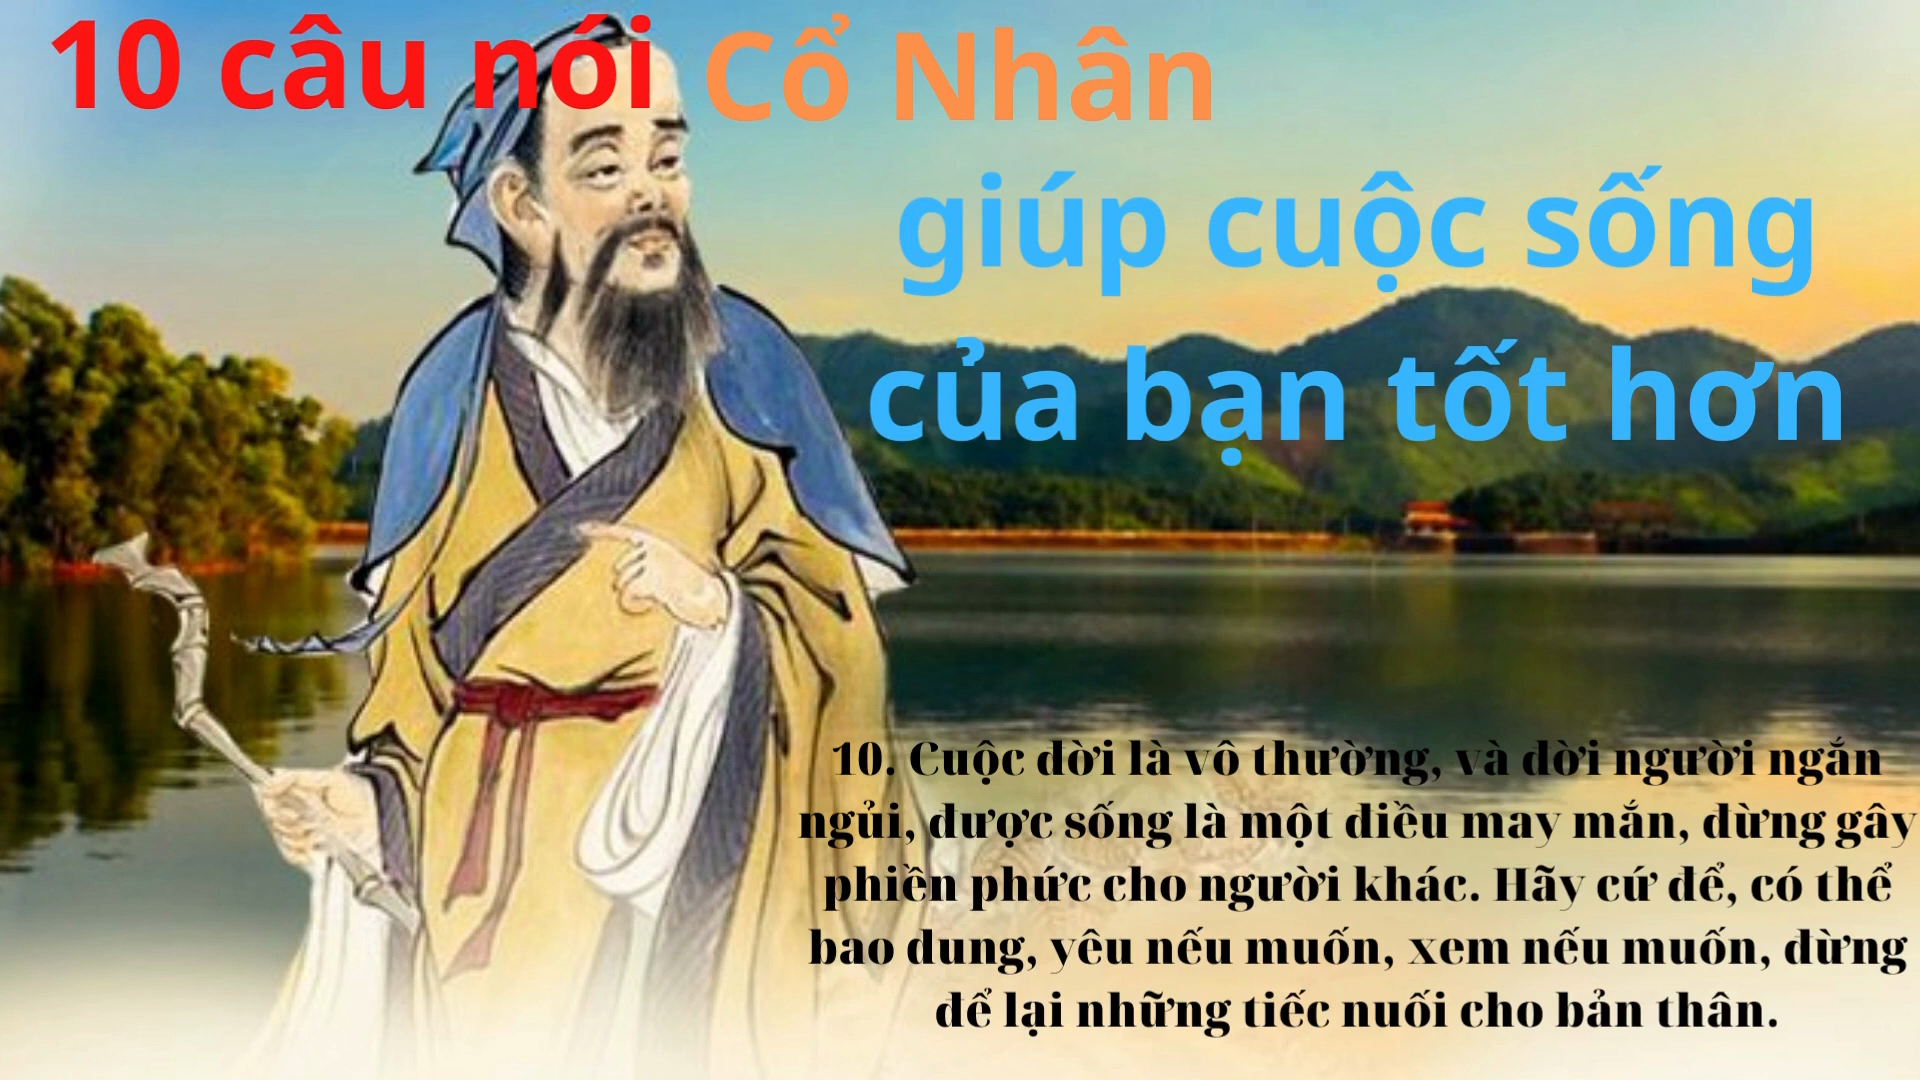 10 câu nói Cổ Nhân
giúp cuộc sống
của bạn tốt hơn
10. Cuộc đời là vô thường, và đời người ngắn
ngủi, được sống là một điều may mắn, đừng gây
phiền phức cho người khác. Hãy cứ để, có thể
bao dung, yêu nếu muốn, xem nếu muốn, đừng
để lại những tiếc nuối cho bản thân.